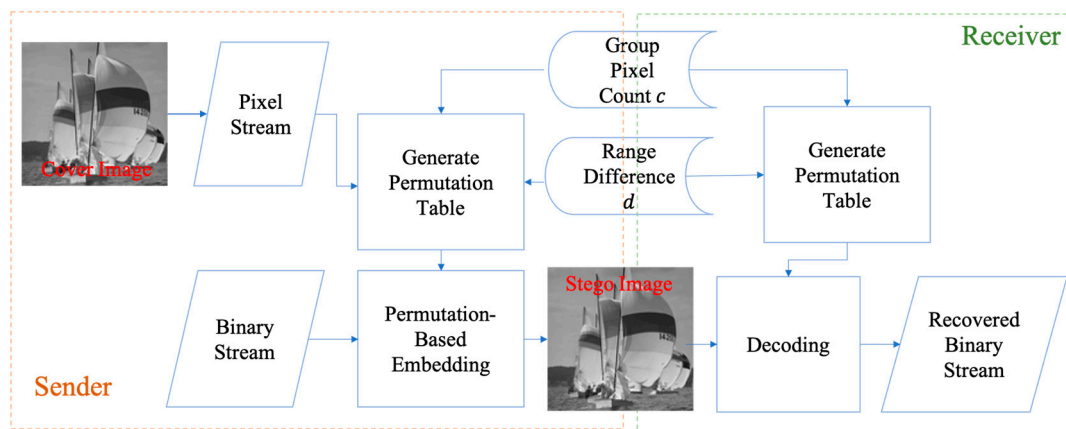 Receiver
Group
Pixel
Count c
Pixel
Stream
Cover Image
Generate
Permutation
Table
Range
Difference
d
Generate
Permutation
Table
Stego Image
Binary
Stream
Permutation-
Based
Embedding
Decoding
Recovered
Binary
Stream
Sender